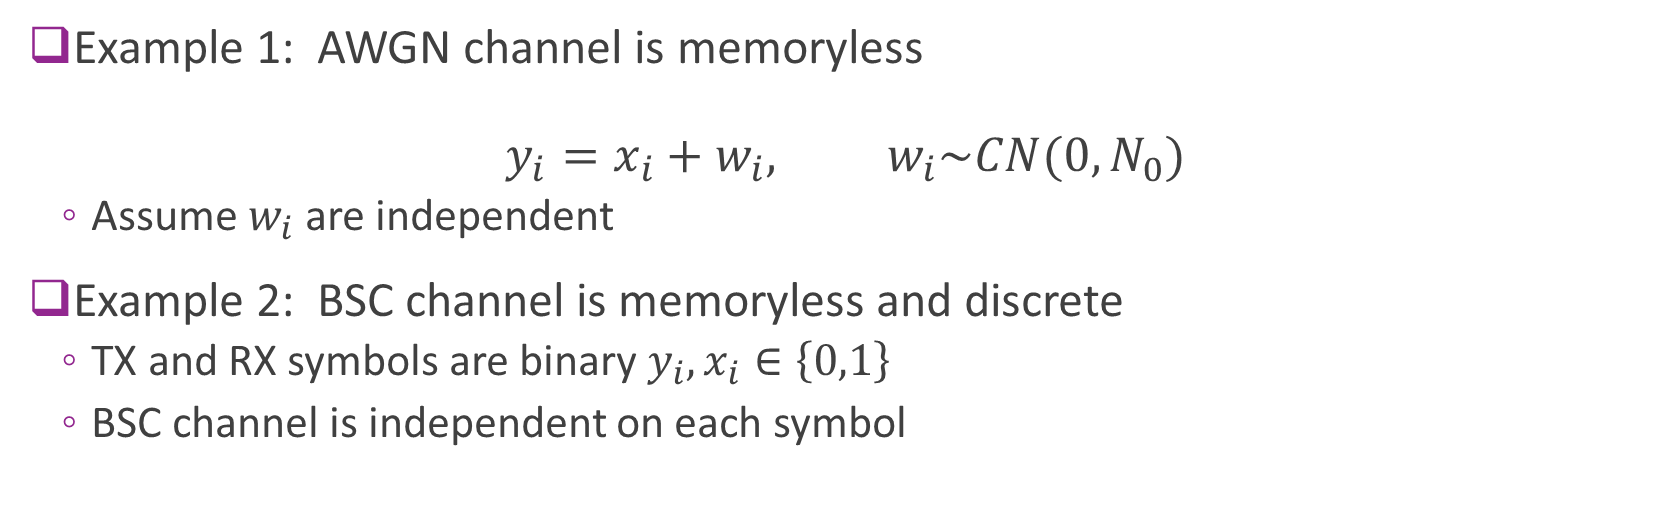 ❑Example 1: AWGN channel is memoryless
y_i = x_i + w_i, w_i~CN(0, N_0)
◦ Assume w_i are independent
❑Example 2: BSC channel is memoryless and discrete
◦ TX and RX symbols are binary y_i, x_i ∈ {0,1}
◦ BSC channel is independent on each symbol